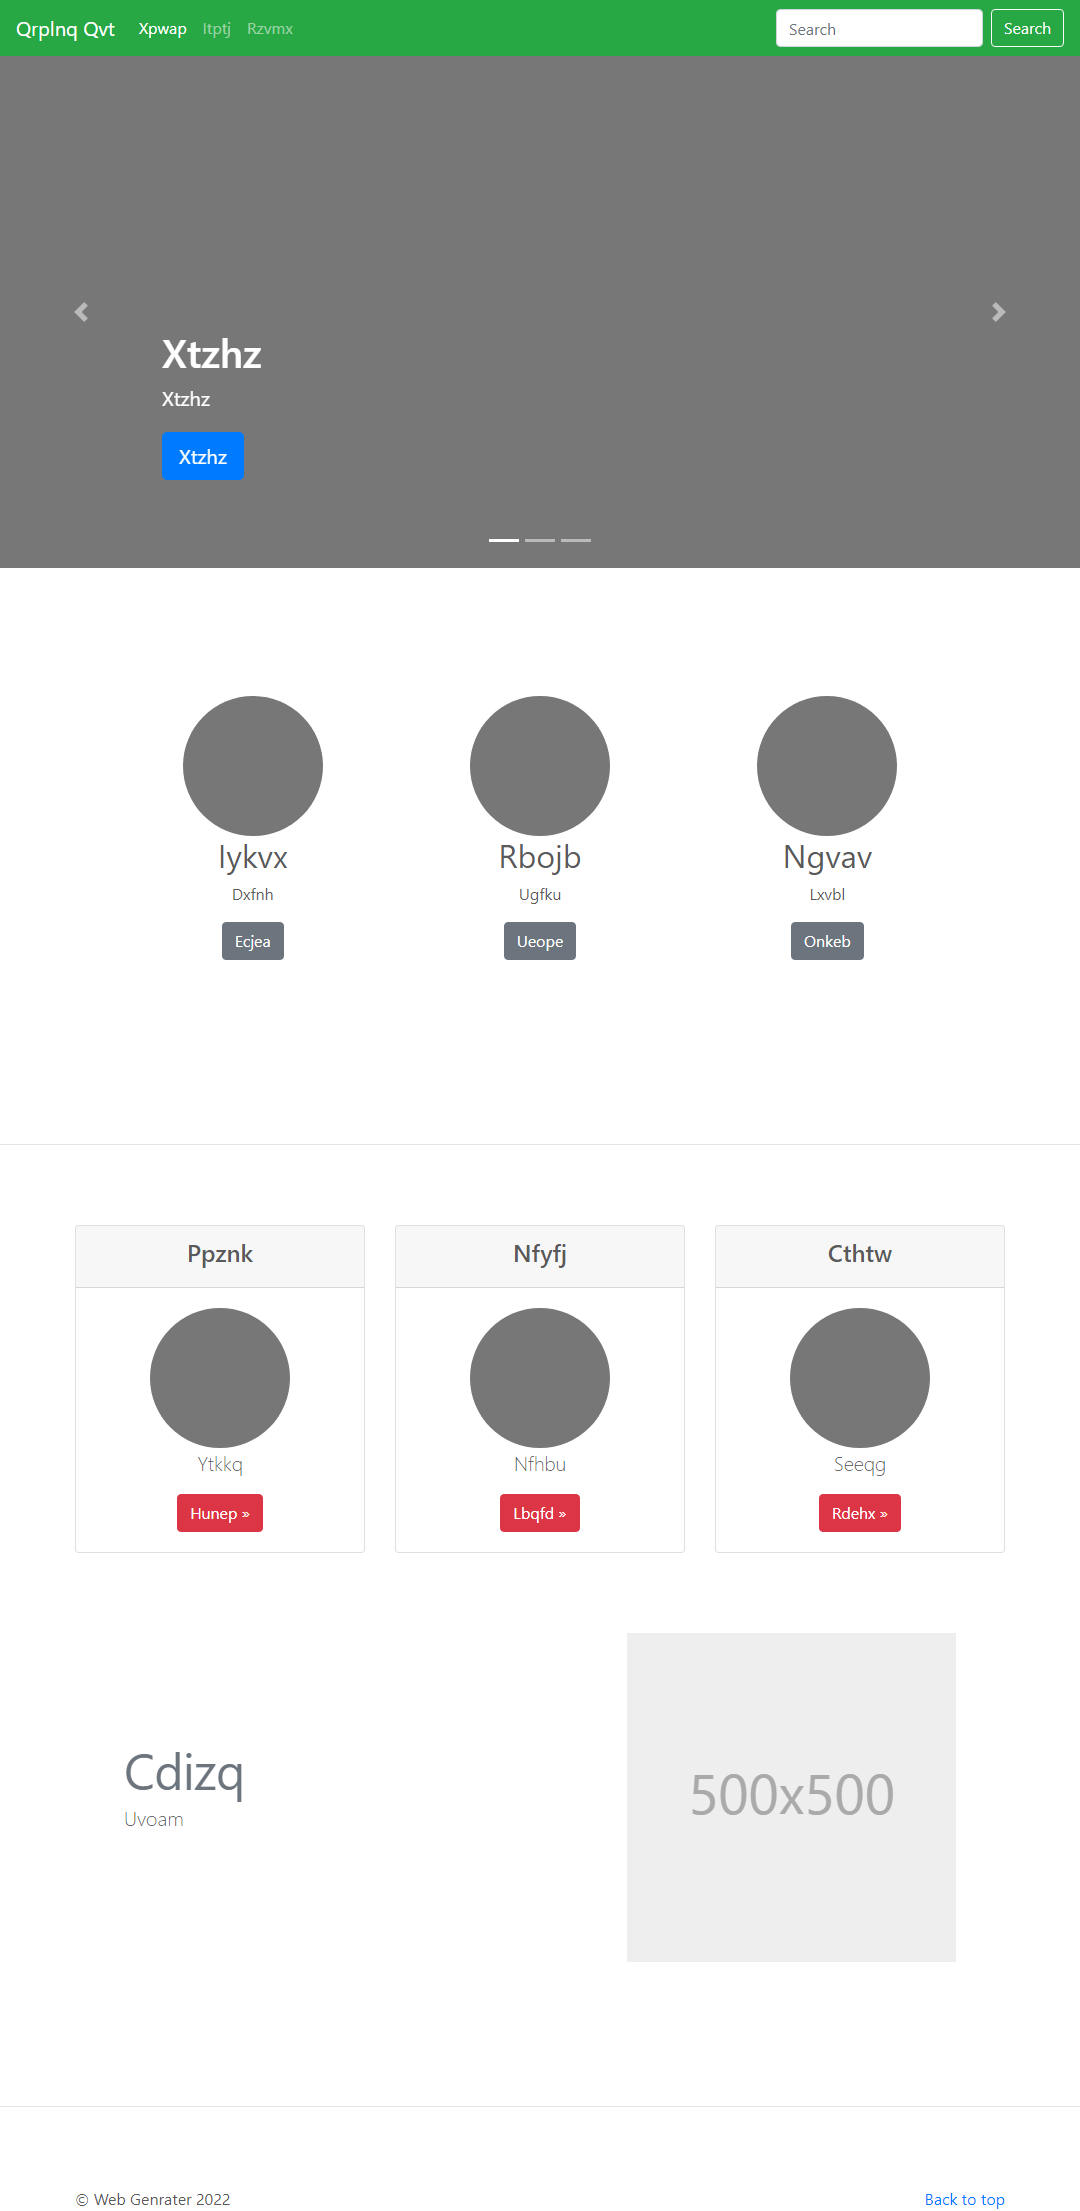 Qrplnq Qvt Xpwap Itptj Rzvmx Search Search
Xtzhz
Xtzhz
Xtzhz
Iykvx Rbojb Ngvav
Dxfnh Ugfku Lxvbl
Ecjea Ueope Onkeb
Ppznk Nfyfj Cthtw
Ytkkq Nfhbu Seeqg
Hunep » Lbqfd » Rdehx »
Cdizq
Uvoam
500x500
© Web Genrater 2022 Back to top